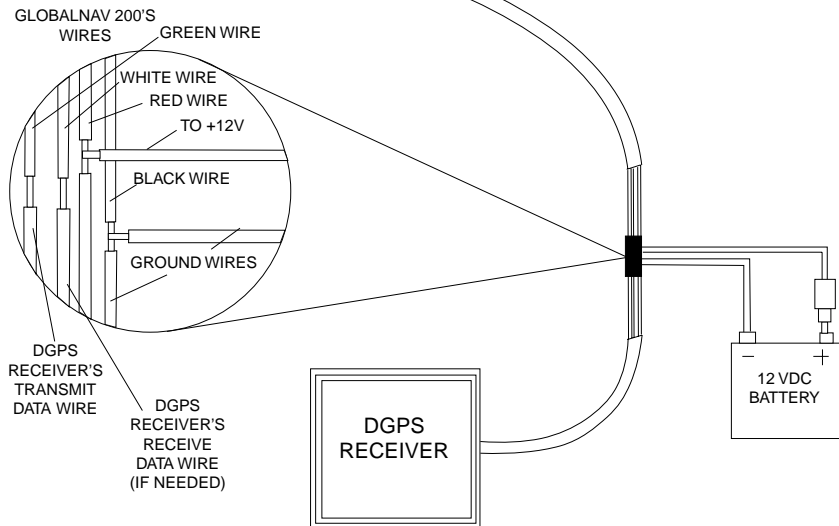 GLOBALNAV 200'S
WIRES
GREEN WIRE
WHITE WIRE
RED WIRE
TO +12V
BLACK WIRE
GROUND WIRES
DGPS
RECEIVER'S
TRANSMIT
DATA WIRE
DGPS
RECEIVER'S
RECEIVE
DATA WIRE
(IF NEEDED)
DGPS
RECEIVER
– +
12 VDC
BATTERY